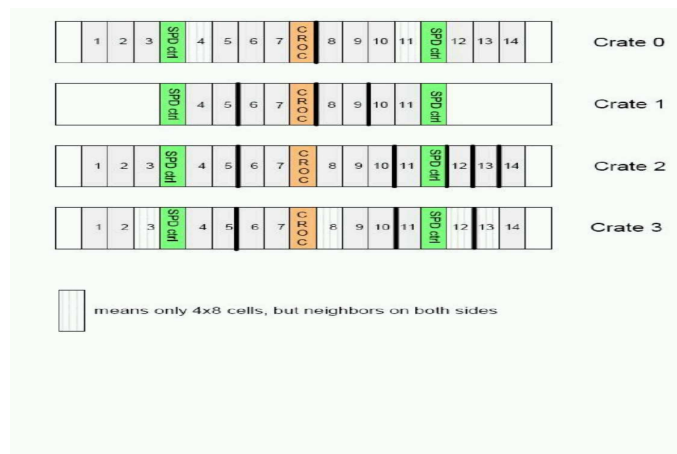 1 2 3 SPD ctrl 4 5 6 7 CROC 8 9 10 11 SPD ctrl 12 13 14 Crate 0
SPD ctrl 4 5 6 7 CROC 8 9 10 11 SPD ctrl Crate 1
1 2 3 SPD ctrl 4 5 6 7 CROC 8 9 10 11 SPD ctrl 12 13 14 Crate 2
1 2 3 SPD ctrl 4 5 6 7 CROC 8 9 10 11 SPD ctrl 12 13 14 Crate 3
means only 4x8 cells, but neighbors on both sides